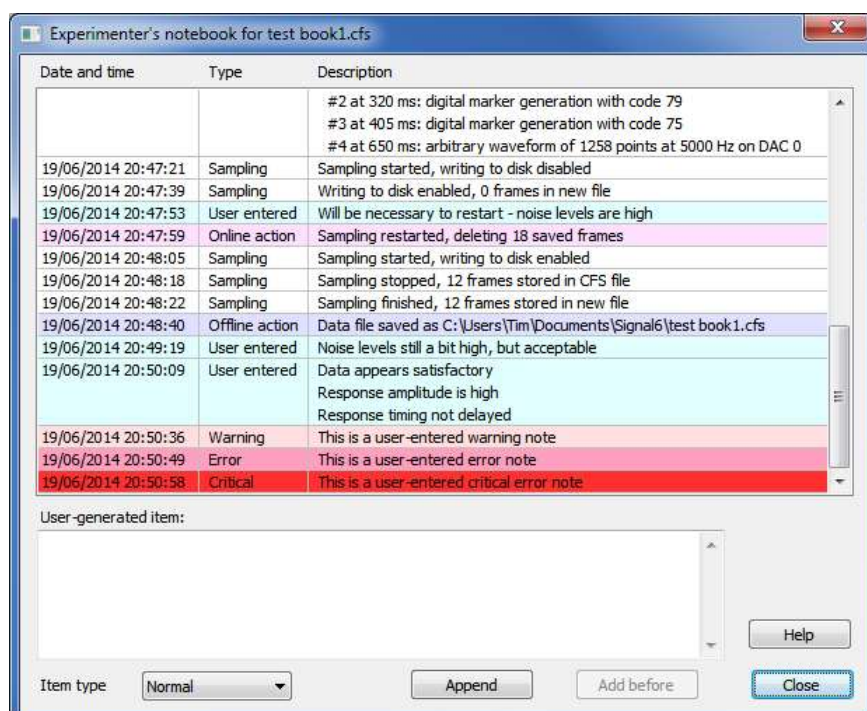 Experimenter's notebook for test book1.cfs
Date and time Type Description
#2 at 320 ms: digital marker generation with code 79
#3 at 405 ms: digital marker generation with code 75
#4 at 650 ms: arbitrary waveform of 1258 points at 5000 Hz on DAC 0
19/06/2014 20:47:21 Sampling Sampling started, writing to disk disabled
19/06/2014 20:47:39 Sampling Writing to disk enabled, 0 frames in new file
19/06/2014 20:47:53 User entered Will be necessary to restart - noise levels are high
19/06/2014 20:47:59 Online action Sampling restarted, deleting 18 saved frames
19/06/2014 20:48:05 Sampling Sampling started, writing to disk enabled
19/06/2014 20:48:18 Sampling Sampling stopped, 12 frames stored in CFS file
19/06/2014 20:48:22 Sampling Sampling finished, 12 frames stored in new file
19/06/2014 20:48:40 Offline action Data file saved as C:\Users\Tim\Documents\Signal6\test book1.cfs
19/06/2014 20:49:19 User entered Noise levels still a bit high, but acceptable
19/06/2014 20:50:09 User entered Data appears satisfactory
Response amplitude is high
Response timing not delayed
19/06/2014 20:50:36 Warning This is a user-entered warning note
19/06/2014 20:50:49 Error This is a user-entered error note
19/06/2014 20:50:58 Critical This is a user-entered critical error note
User-generated item:
Help
Item type Normal Append Add before Close